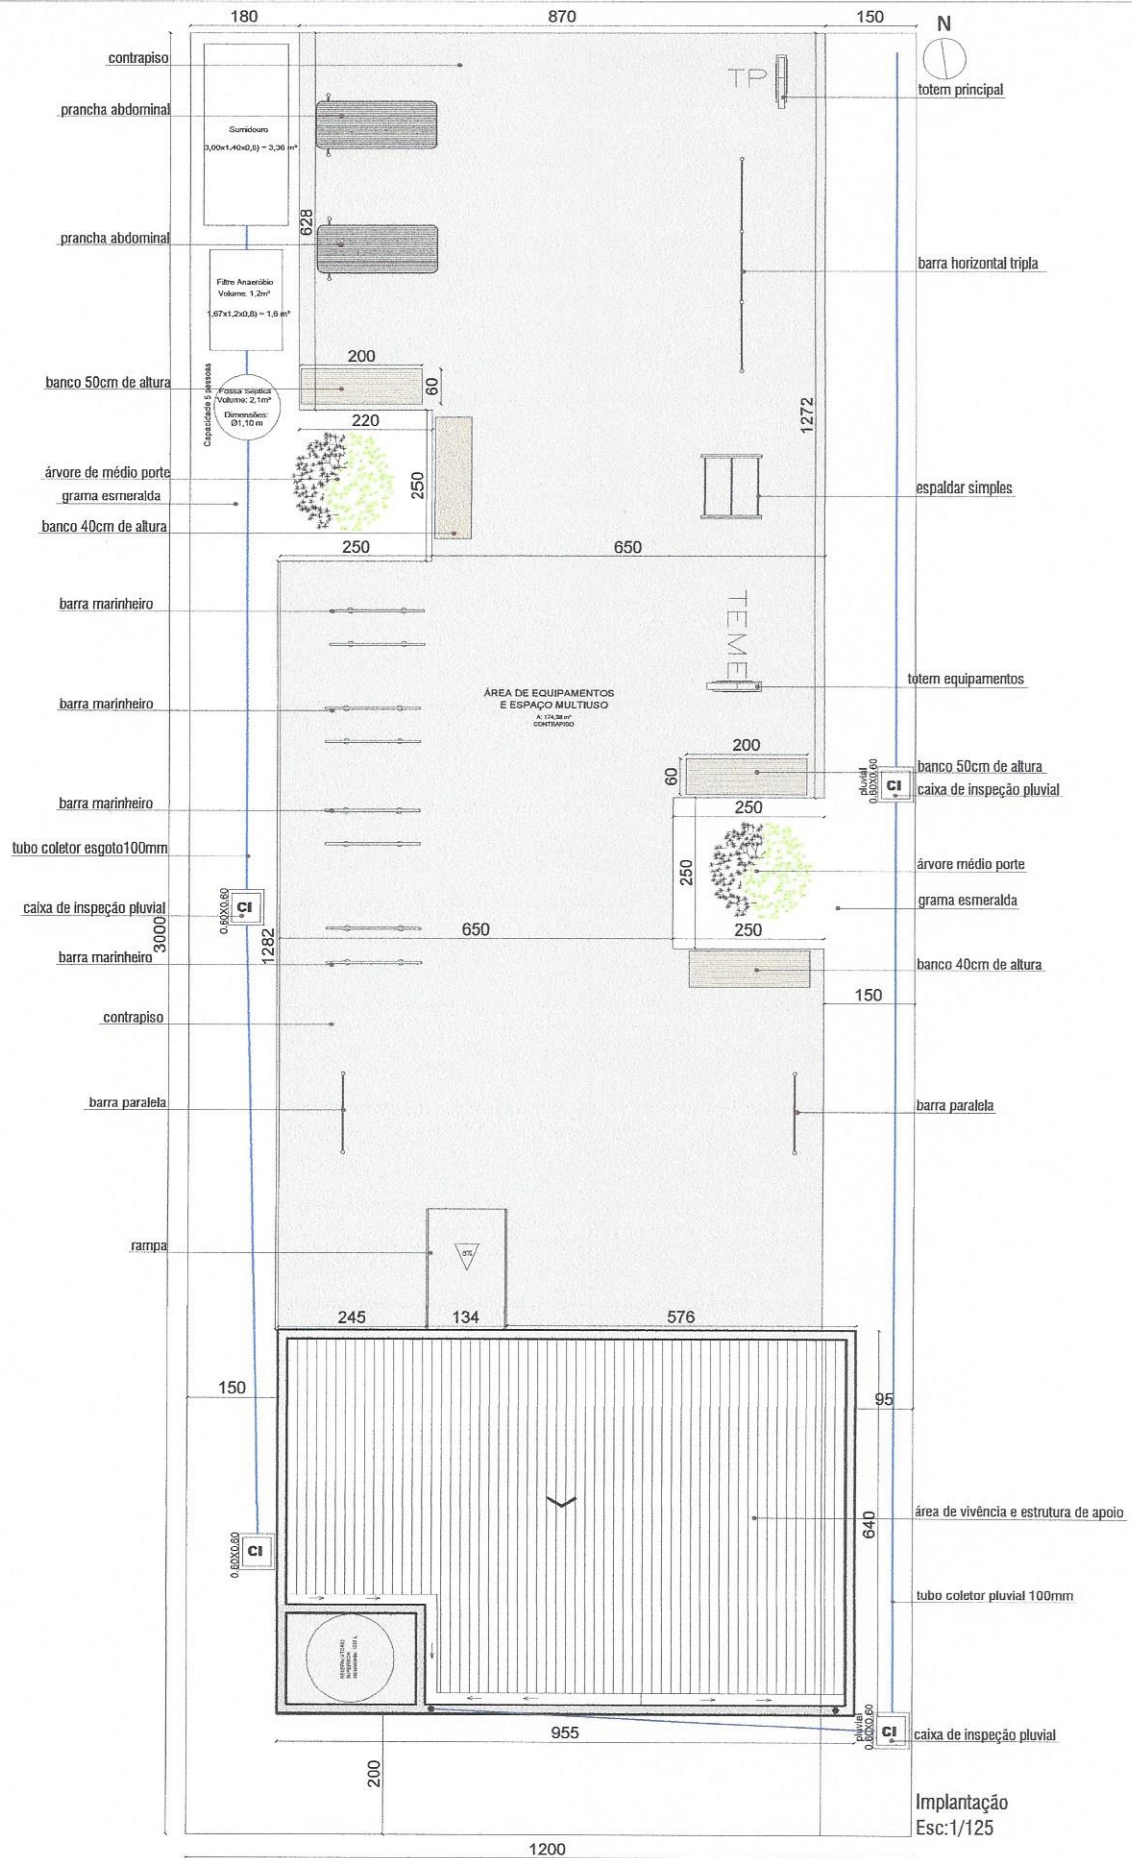 180
870
150
N
contrapiso
TP
totem principal
prancha abdominal
Sumidouro
3,00x1,40x0,8) = 3,36 m³
628
prancha abdominal
barra horizontal tripla
Filtro Anaeróbio
Volume: 1,2m³
1,67x1,2x0,8) = 1,6 m³
200
banco 50cm de altura
60
Capacidade 5 pessoas
Fossa Séptica
Volume: 2,1m³
Dimensões:
Ø1,10 m
220
1272
árvore de médio porte
250
espaldar simples
grama esmeralda
banco 40cm de altura
250
650
barra marinheiro
TEME
totem equipamentos
ÁREA DE EQUIPAMENTOS
E ESPAÇO MULTIUSO
CONTRAPISO
barra marinheiro
200
60
banco 50cm de altura
pluvial
0.60X0.60
CI
caixa de inspeção pluvial
barra marinheiro
250
tubo coletor esgoto100mm
250
árvore médio porte
caixa de inspeção pluvial
0.60X0.60
CI
grama esmeralda
3000
1282
650
250
barra marinheiro
banco 40cm de altura
150
contrapiso
barra paralela
barra paralela
rampa
8%
245
134
576
150
95
640
área de vivência e estrutura de apoio
0.60X0.60
CI
tubo coletor pluvial 100mm
955
pluvial
0.60X0.60
CI
caixa de inspeção pluvial
200
Implantação
Esc:1/125
1200